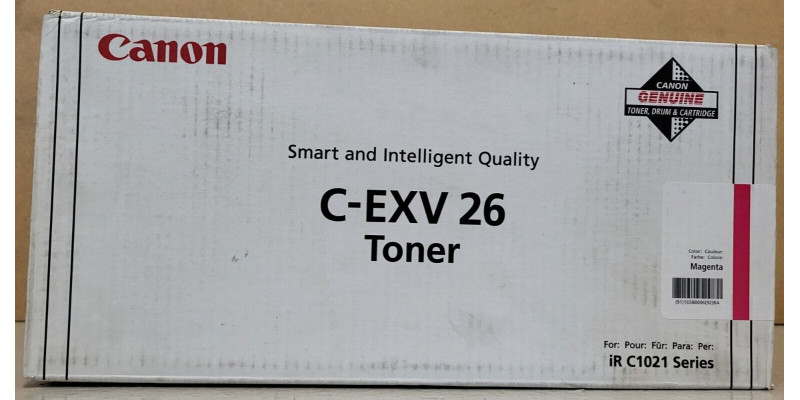 Canon
CANON
GENUINE
TONER, DRUM & CARTRIDGE
Smart and Intelligent Quality
C-EXV 26
Toner
Color: Couleur:
Farbe: Colore:
Magenta
For: Pour: Für: Para: Per:
iR C1021 Series